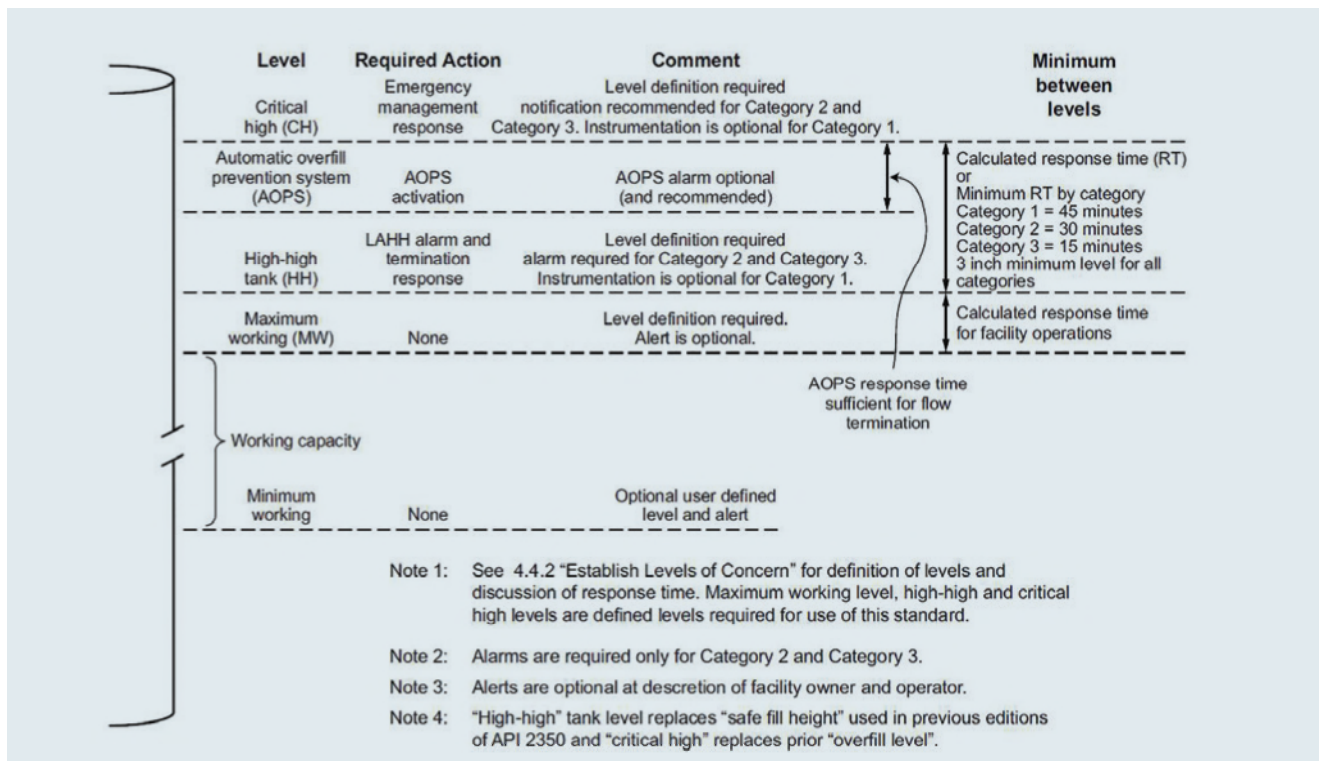 Level Required Action Comment Minimum
between
levels
Critical
high (CH)
Emergency
management
response
Level definition required
notification recommended for Category 2 and
Category 3. Instrumentation is optional for Category 1.
Automatic overfill
prevention system
(AOPS)
AOPS
activation
AOPS alarm optional
(and recommended)
Calculated response time (RT)
or
Minimum RT by category
Category 1 = 45 minutes
Category 2 = 30 minutes
Category 3 = 15 minutes
3 inch minimum level for all
categories
High-high
tank (HH)
LAHH alarm and
termination
response
Level definition required
alarm requred for Category 2 and Category 3.
Instrumentation is optional for Category 1.
Maximum
working (MW)
None
Level definition required.
Alert is optional.
Calculated response time
for facility operations
AOPS response time
sufficient for flow
termination
Working capacity
Minimum
working
None
Optional user defined
level and alert
Note 1: See 4.4.2 “Establish Levels of Concern” for definition of levels and
discussion of response time. Maximum working level, high-high and critical
high levels are defined levels required for use of this standard.
Note 2: Alarms are required only for Category 2 and Category 3.
Note 3: Alerts are optional at descretion of facility owner and operator.
Note 4: “High-high” tank level replaces “safe fill height” used in previous editions
of API 2350 and “critical high” replaces prior “overfill level”.